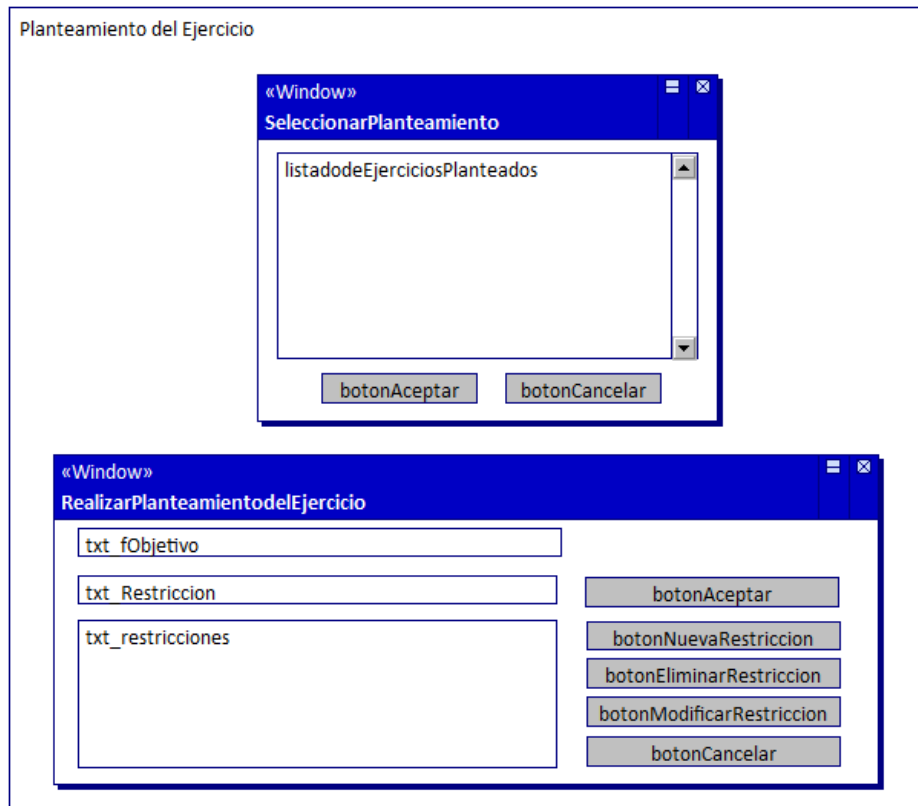 Planteamiento del Ejercicio
«Window»
SeleccionarPlanteamiento
listadodeEjerciciosPlanteados
botonAceptar
botonCancelar
«Window»
RealizarPlanteamientodelEjercicio
txt_fObjetivo
txt_Restriccion
botonAceptar
txt_restricciones
botonNuevaRestriccion
botonEliminarRestriccion
botonModificarRestriccion
botonCancelar